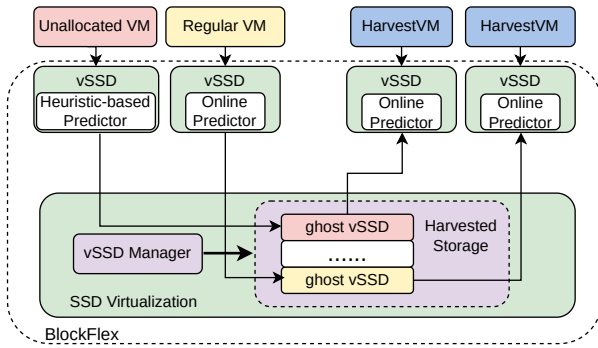 Unallocated VM
Regular VM
HarvestVM
HarvestVM
vSSD
Heuristic-based
Predictor
vSSD
Online
Predictor
vSSD
Online
Predictor
vSSD
Online
Predictor
ghost vSSD
......
ghost vSSD
Harvested
Storage
vSSD Manager
SSD Virtualization
BlockFlex